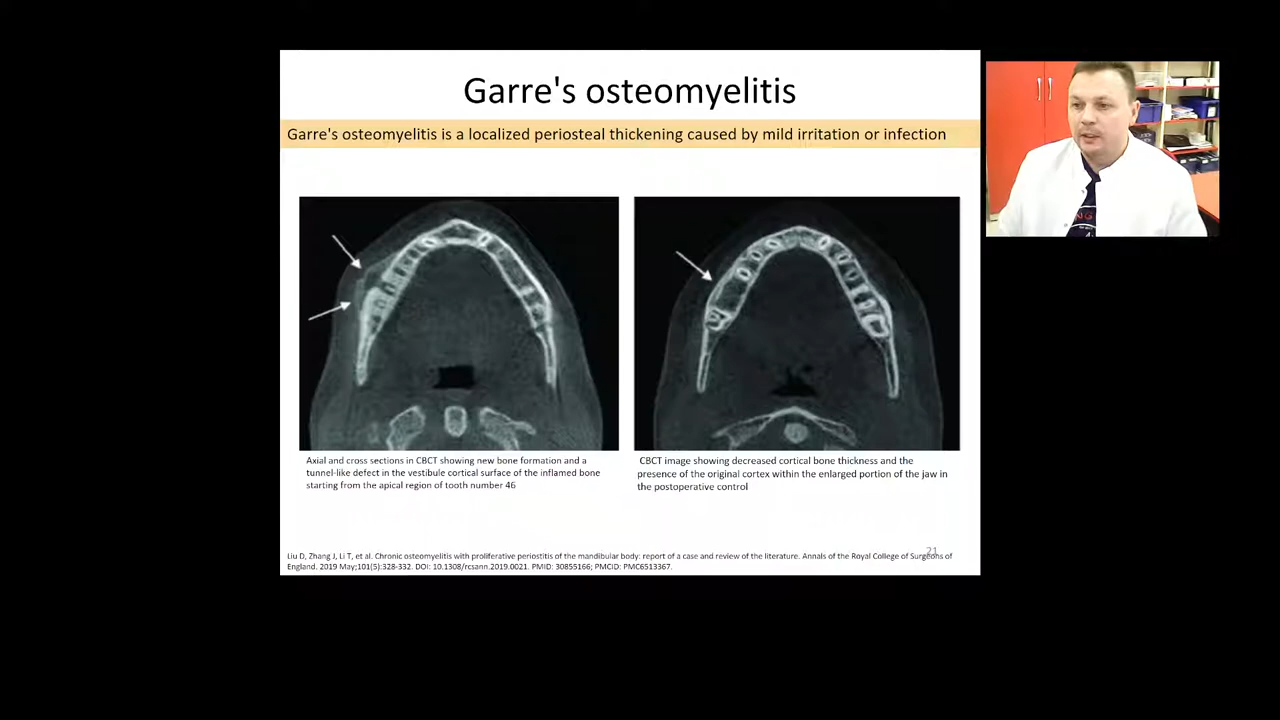 Garre's osteomyelitis
Garre's osteomyelitis is a localized periosteal thickening caused by mild irritation or infection
Axial and cross sections in CBCT showing new bone formation and a
tunnel-like defect in the vestibule cortical surface of the inflamed bone
starting from the apical region of tooth number 46
CBCT image showing decreased cortical bone thickness and the
presence of the original cortex within the enlarged portion of the jaw in
the postoperative control
21
Liu D, Zhang J, Li T, et al. Chronic osteomyelitis with proliferative periostitis of the mandibular body: report of a case and review of the literature. Annals of the Royal College of Surgeons of
England. 2019 May;101(5):328-332. DOI: 10.1308/rcsann.2019.0021. PMID: 30855166; PMCID: PMC6513367.